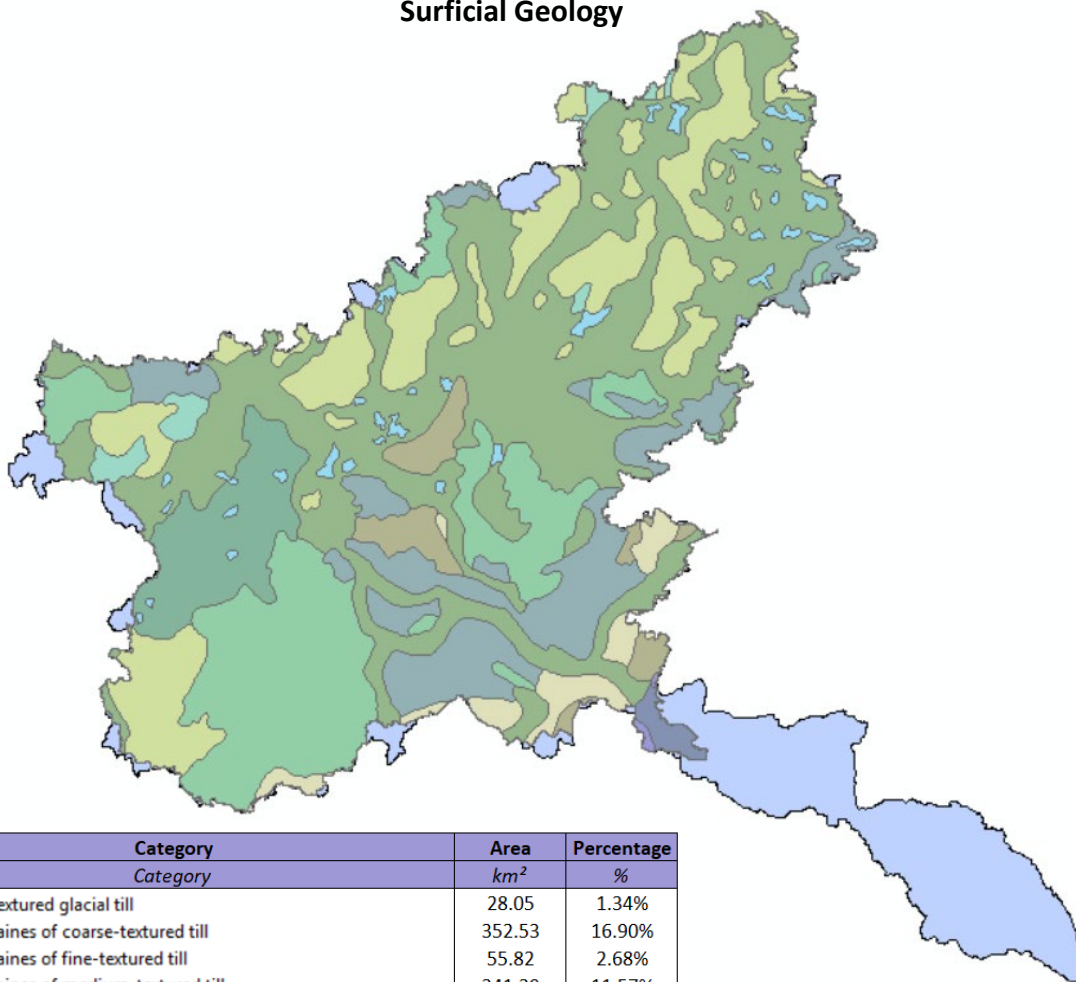 Surficial Geology
Category Area Percentage
Category km² %
extured glacial till 28.05 1.34%
aines of coarse-textured till 352.53 16.90%
aines of fine-textured till 55.82 2.68%